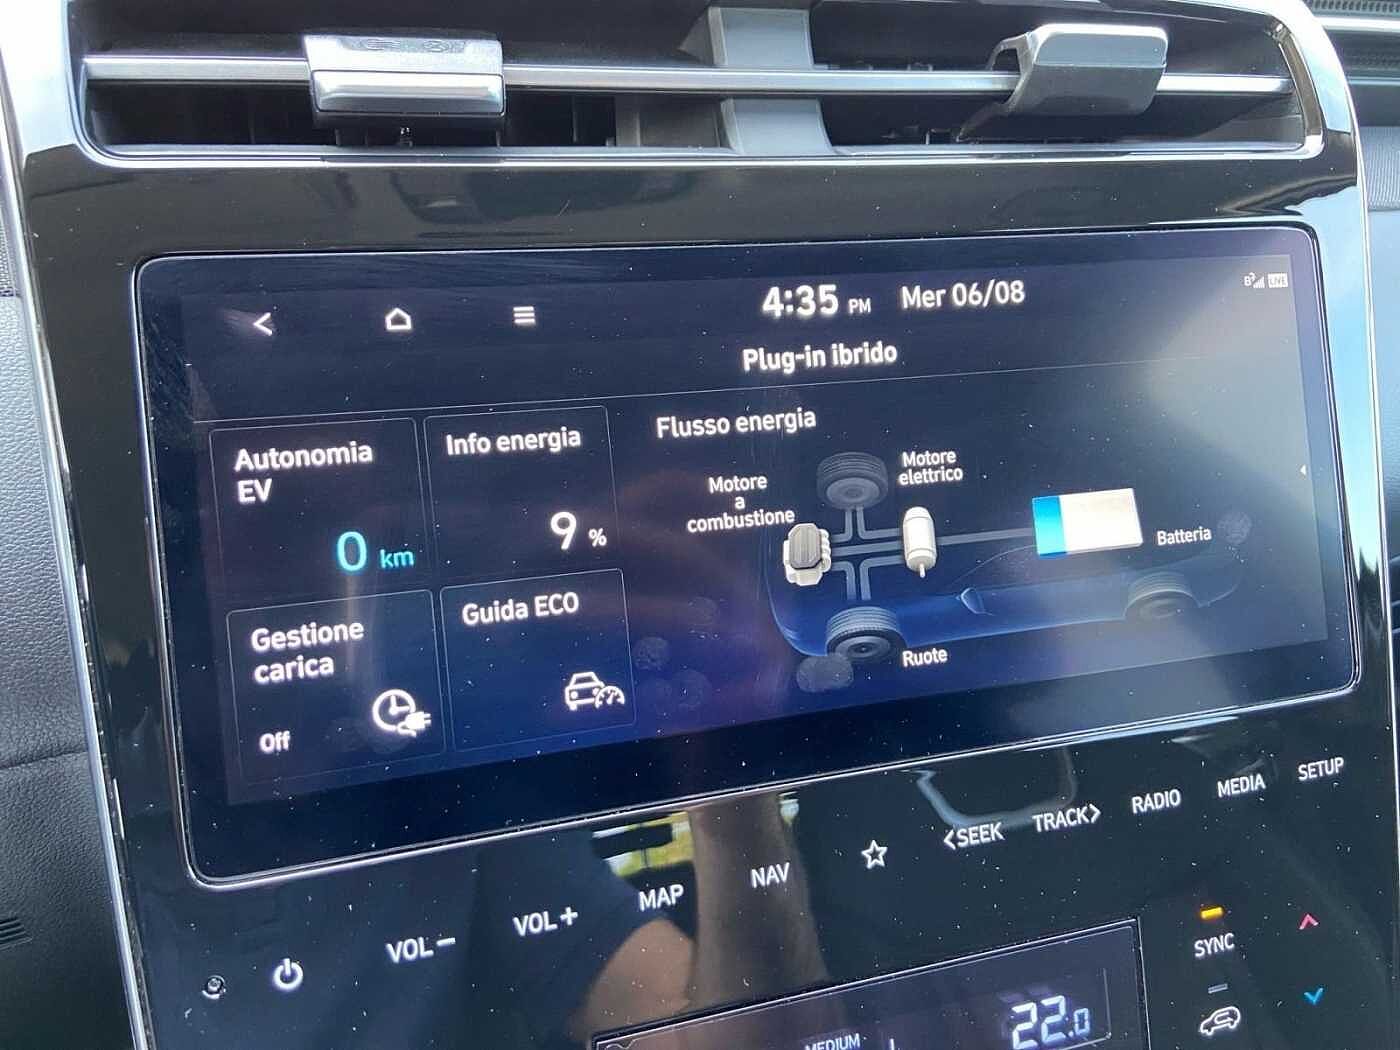 4:35 PM Mer 06/08
LIVE
Plug-in ibrido
Autonomia
EV
0 km
Info energia
9 %
Gestione
carica
Off
Guida ECO
Flusso energia
Motore
a
combustione
Motore
elettrico
Batteria
Ruote
VOL−
VOL+
MAP
NAV
<SEEK
TRACK>
RADIO
MEDIA
SETUP
SYNC
MEDIUM
22.0